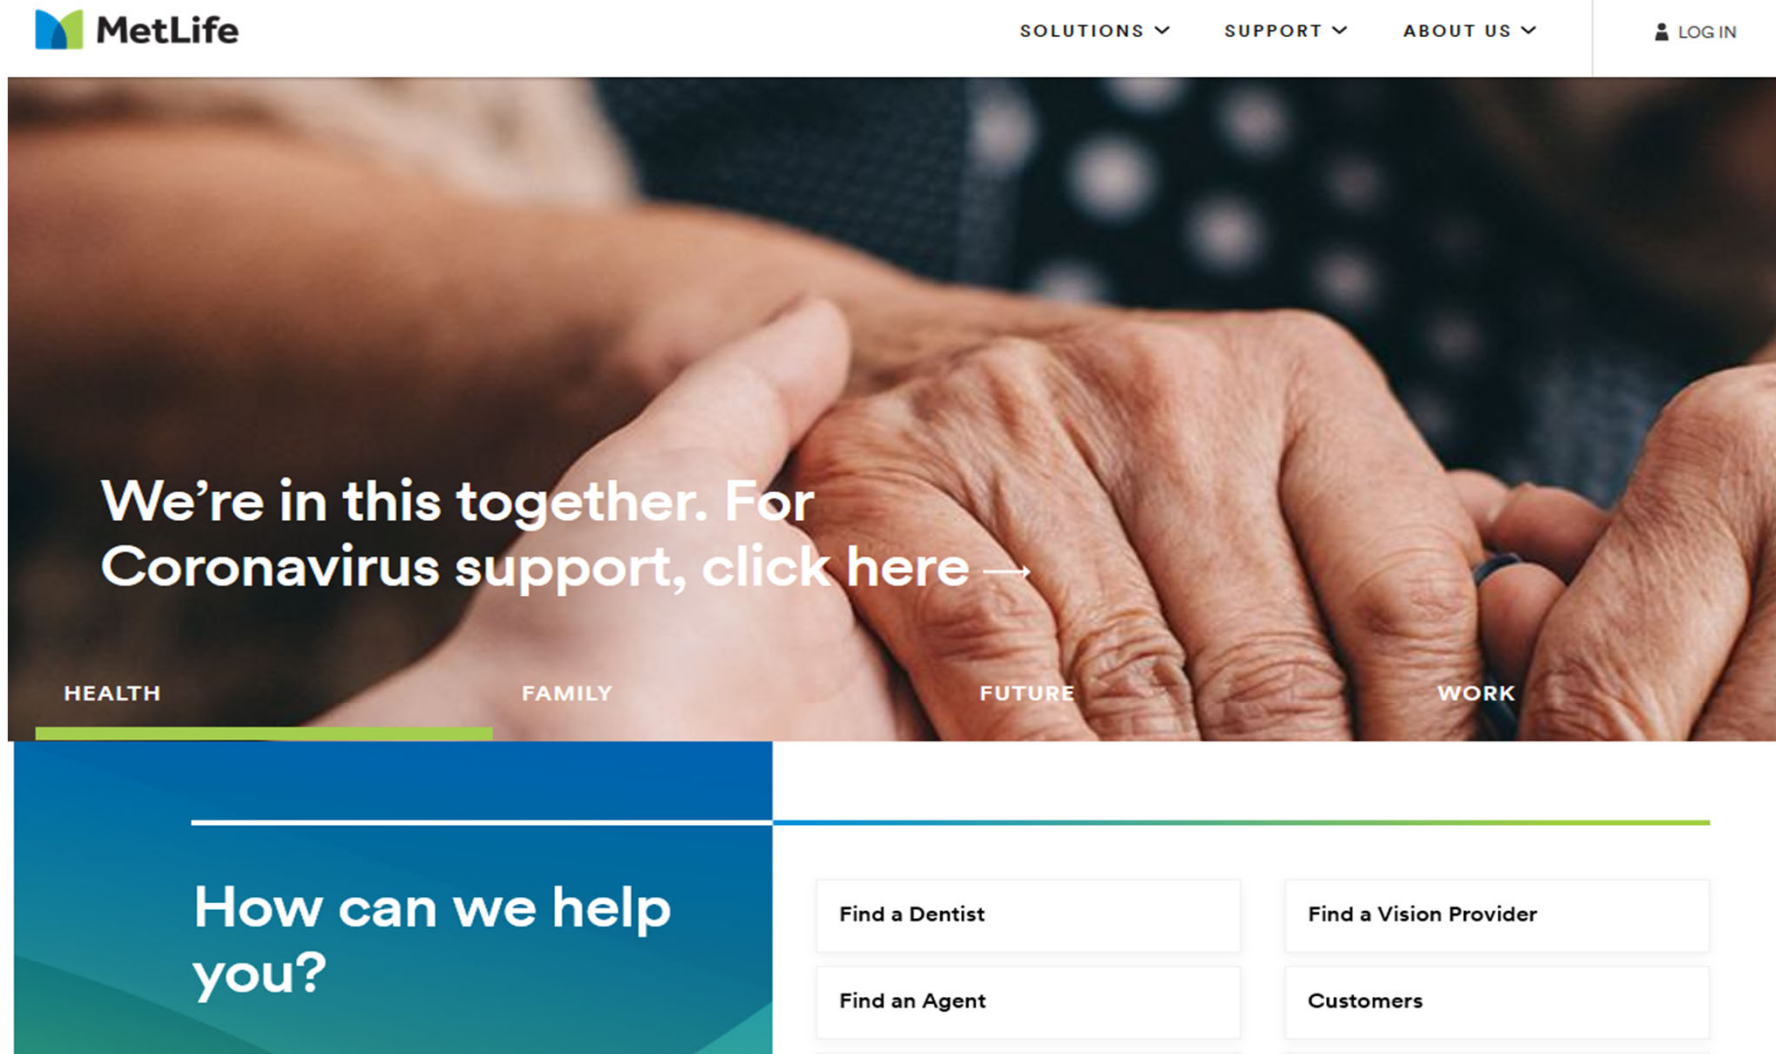 MetLife
SOLUTIONS
SUPPORT
ABOUT US
LOG IN
We’re in this together. For
Coronavirus support, click here →
HEALTH
FAMILY
FUTURE
WORK
How can we help
you?
Find a Dentist
Find a Vision Provider
Find an Agent
Customers